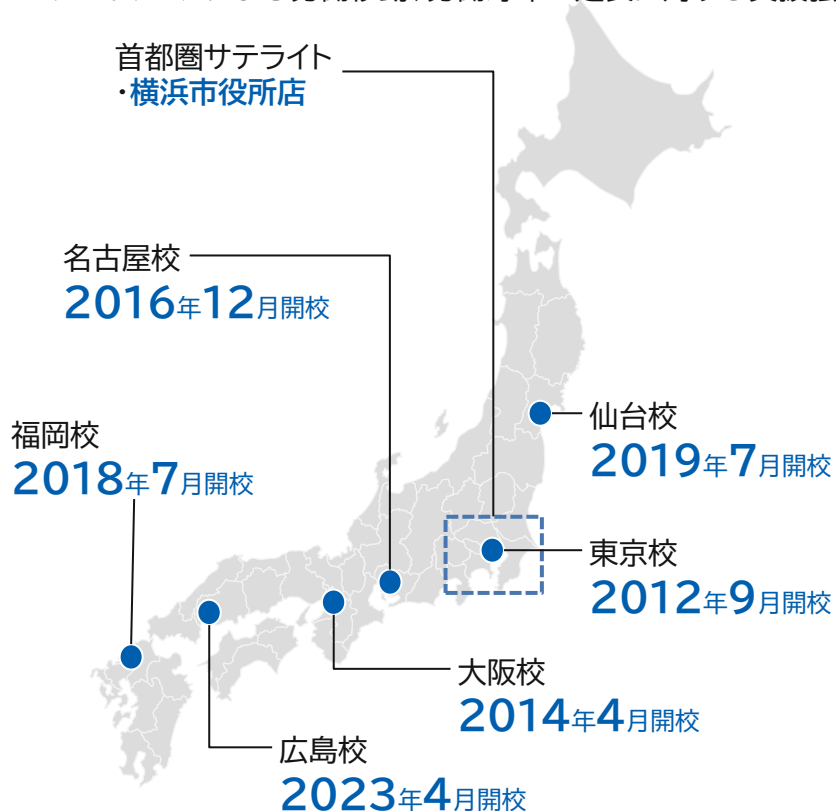 首都圏サテライト
・横浜市役所店
名古屋校
2016年12月開校
仙台校
2019年7月開校
福岡校
2018年7月開校
東京校
2012年9月開校
大阪校
2014年4月開校
広島校
2023年4月開校